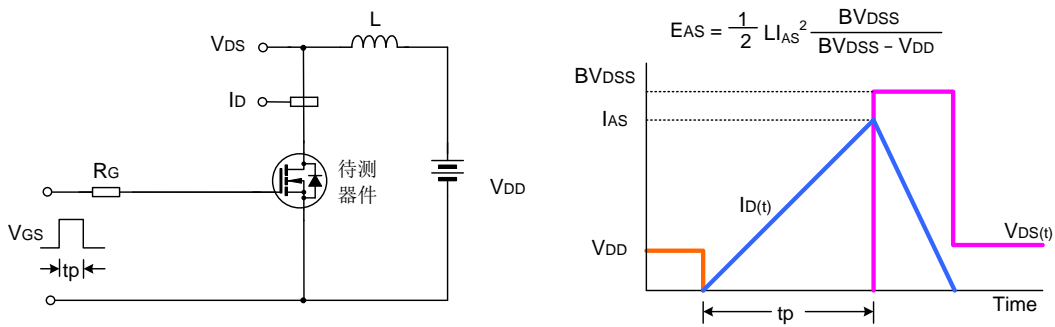 VDS
L
ID
RG
待测
器件
VDD
VGS
tp
EAS = 1/2 LIAS² BVDSS / BVDSS - VDD
BVDSS
IAS
ID(t)
VDD
VDS(t)
tp
Time